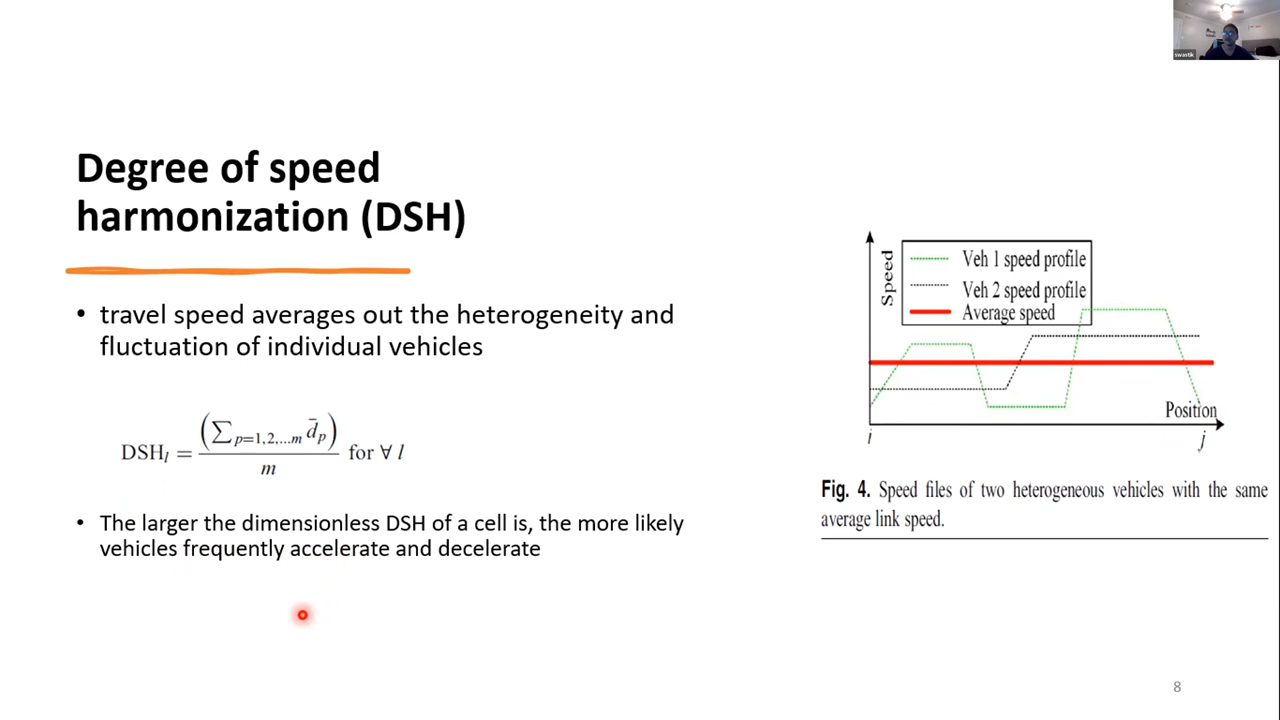 swastik
Degree of speed
harmonization (DSH)
• travel speed averages out the heterogeneity and
fluctuation of individual vehicles
DSH_l = (∑_{p=1,2,...m} d̄_p) / m for ∀ l
• The larger the dimensionless DSH of a cell is, the more likely
vehicles frequently accelerate and decelerate
Speed
Veh 1 speed profile
Veh 2 speed profile
Average speed
Position
i
j
Fig. 4. Speed files of two heterogeneous vehicles with the same
average link speed.
8